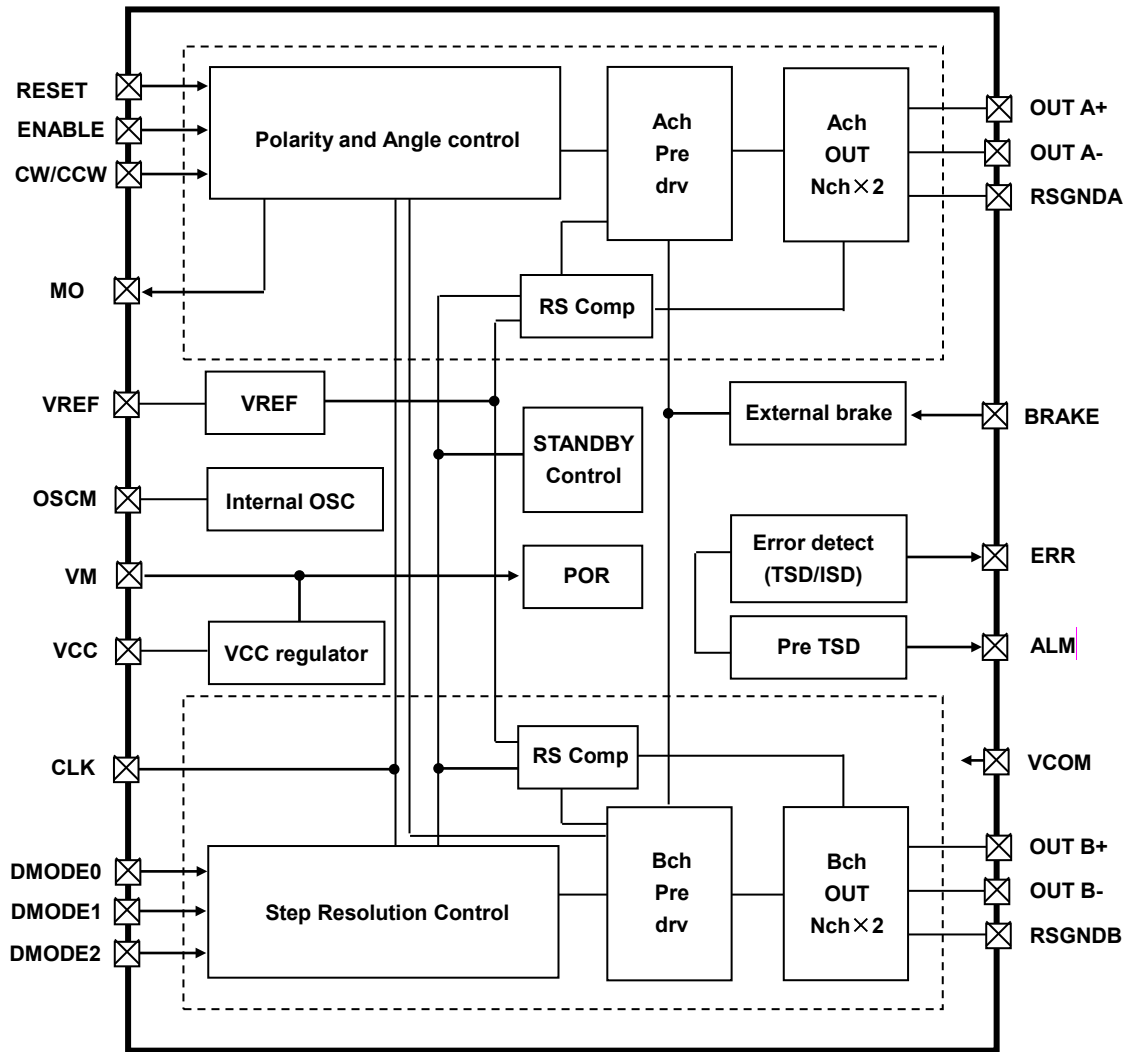 RESET
ENABLE
CW/CCW
MO
VREF
OSCM
VM
VCC
CLK
DMODE0
DMODE1
DMODE2
Polarity and Angle control
Ach
Pre
drv
Ach
OUT
Nch×2
RS Comp
VREF
STANDBY
Control
External brake
Internal OSC
POR
Error detect
(TSD/ISD)
VCC regulator
Pre TSD
RS Comp
Step Resolution Control
Bch
Pre
drv
Bch
OUT
Nch×2
OUT A+
OUT A-
RSGNDA
BRAKE
ERR
ALM
VCOM
OUT B+
OUT B-
RSGNDB